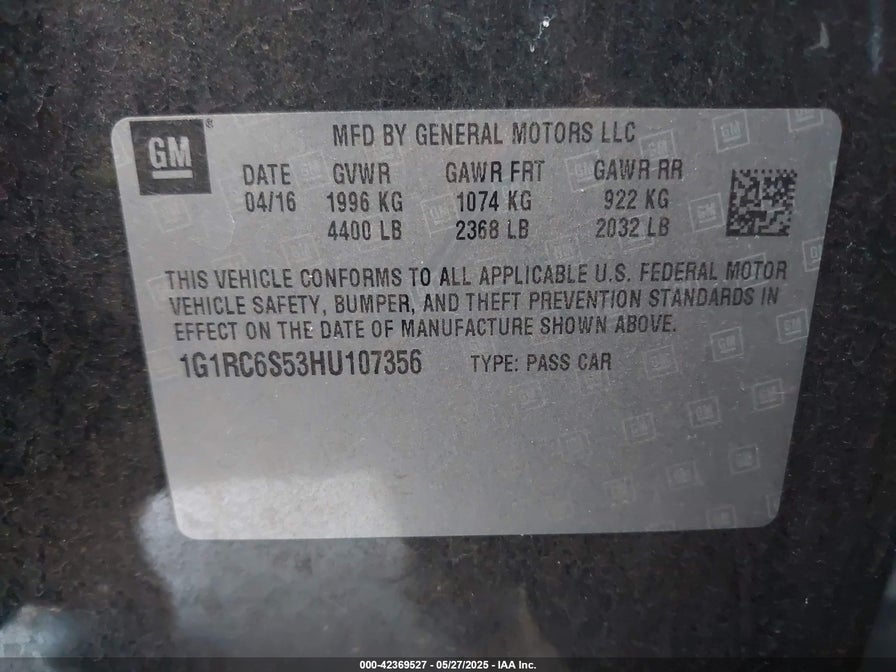 GM®
MFD BY GENERAL MOTORS LLC
DATE GVWR GAWR FRT GAWR RR
04/16 1996 KG 1074 KG 922 KG
4400 LB 2368 LB 2032 LB
THIS VEHICLE CONFORMS TO ALL APPLICABLE U.S. FEDERAL MOTOR
VEHICLE SAFETY, BUMPER, AND THEFT PREVENTION STANDARDS IN
EFFECT ON THE DATE OF MANUFACTURE SHOWN ABOVE.
1G1RC6S53HU107356 TYPE: PASS CAR
000-42369527 - 05/27/2025 - IAA Inc.